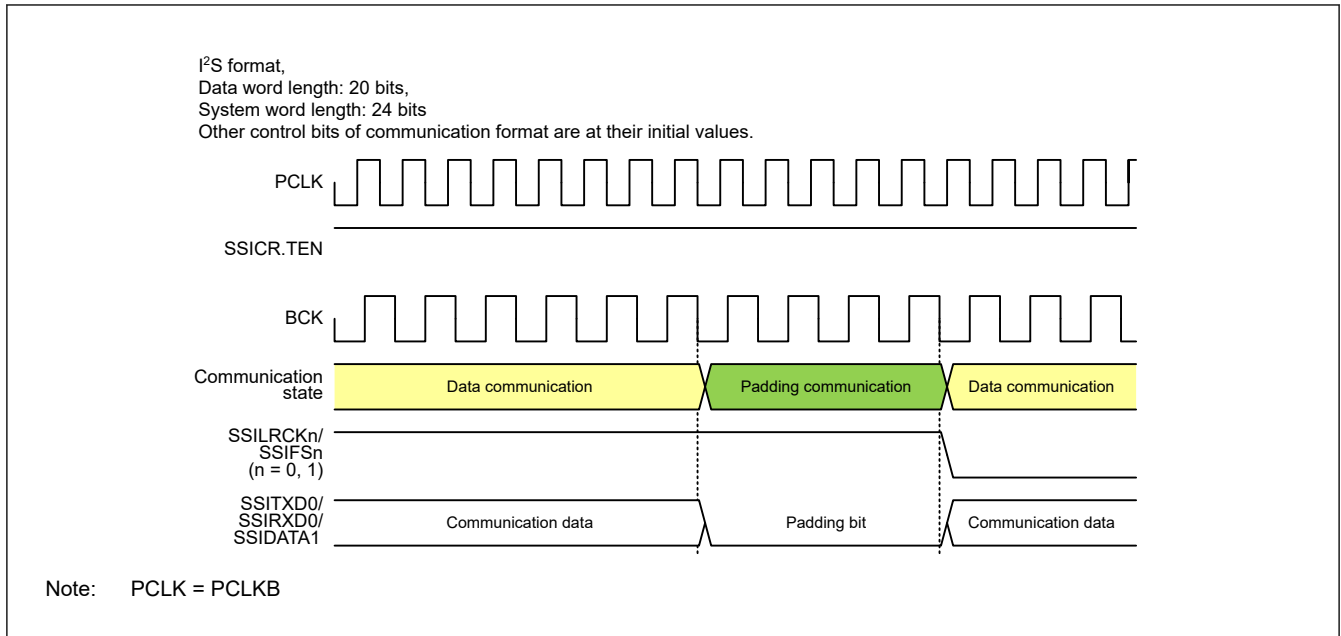 I²S format,
Data word length: 20 bits,
System word length: 24 bits
Other control bits of communication format are at their initial values.
PCLK
SSICR.TEN
BCK
Communication
state
Data communication
Padding communication
Data communication
SSILRCKn/
SSIFSn
(n = 0, 1)
SSITXD0/
SSIRXD0/
SSIDATA1
Communication data
Padding bit
Communication data
Note: PCLK = PCLKB